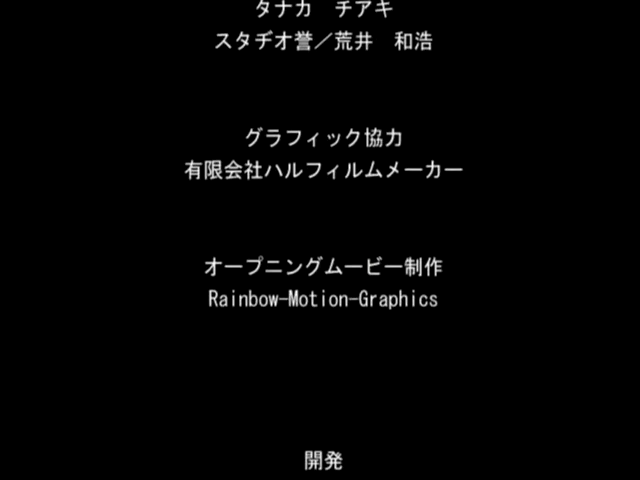 タナカ　チアキ
スタヂオ誉／荒井　和浩
グラフィック協力
有限会社ハルフィルムメーカー
オープニングムービー制作
Rainbow-Motion-Graphics
開発